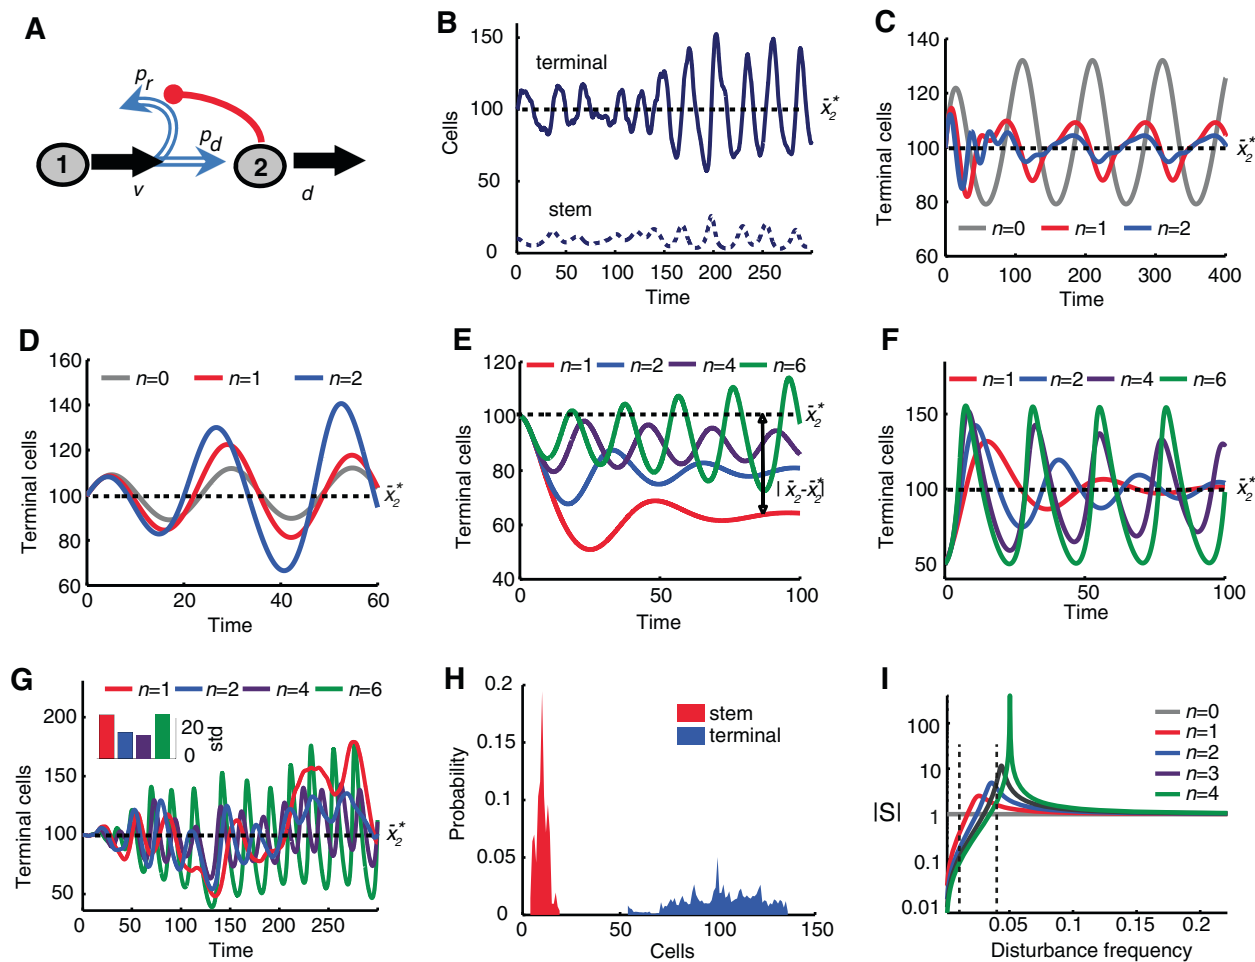 A
p_r
p_d
1
2
v
d
B
150
100
50
0
Cells
terminal
stem
x̄₂*
0 50 100 150 200 250
Time
C
140
120
100
80
60
Terminal cells
x̄₂*
n=0 n=1 n=2
0 100 200 300 400
Time
D
160
140
120
100
80
60
Terminal cells
n=0 n=1 n=2
x̄₂*
0 20 40 60
Time
E
120
100
80
60
40
Terminal cells
n=1 n=2 n=4 n=6
x̄₂*
|x̄₂-x̄₂*|
0 50 100
Time
F
150
100
50
Terminal cells
n=1 n=2 n=4 n=6
x̄₂*
0 50 100
Time
G
n=1 n=2 n=4 n=6
200
150
100
50
Terminal cells
20
0
std
x̄₂*
0 50 100 150 200 250
Time
H
0.2
0.15
0.1
0.05
0
Probability
stem
terminal
50 100 150
Cells
I
100
10
1
0.1
0.01
|S|
n=0
n=1
n=2
n=3
n=4
0.05 0.1 0.15 0.2
Disturbance frequency